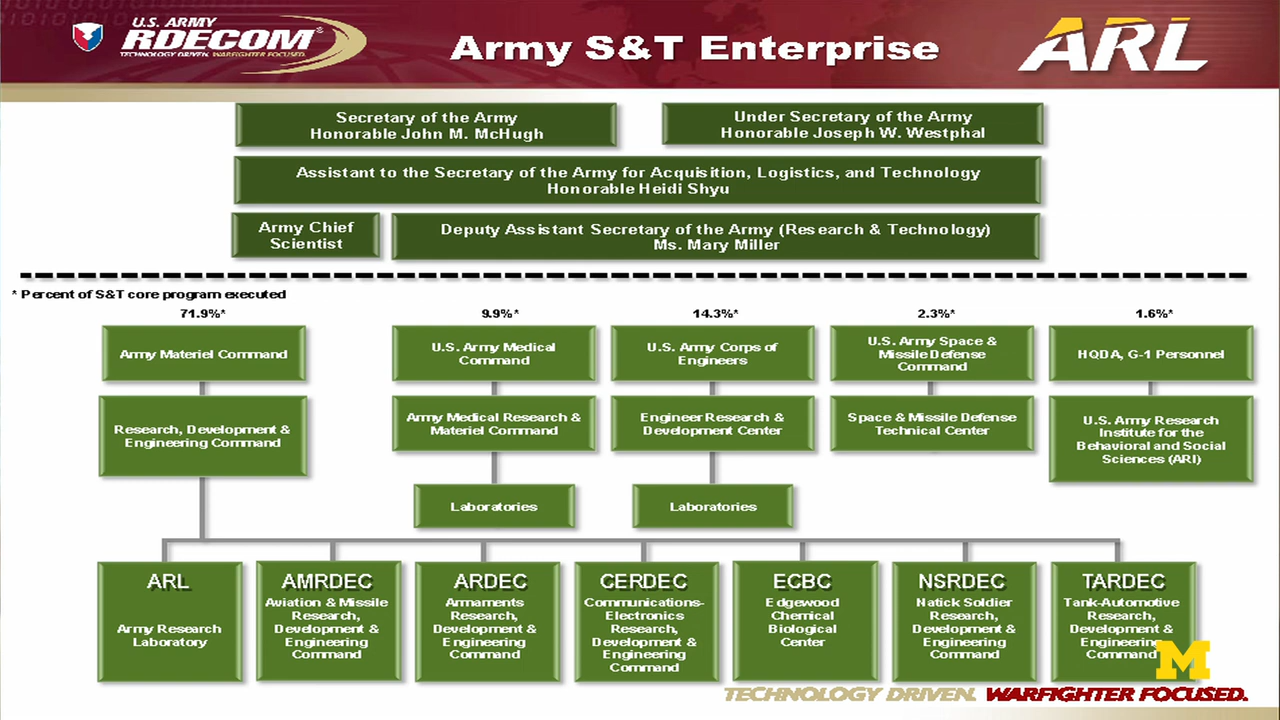 U.S. ARMY
RDECOM®
TECHNOLOGY DRIVEN. WARFIGHTER FOCUSED.
Army S&T Enterprise
ARL
Secretary of the Army
Honorable John M. McHugh
Under Secretary of the Army
Honorable Joseph W. Westphal
Assistant to the Secretary of the Army for Acquisition, Logistics, and Technology
Honorable Heidi Shyu
Army Chief
Scientist
Deputy Assistant Secretary of the Army (Research & Technology)
Ms. Mary Miller
* Percent of S&T core program executed
71.9%*
9.9%*
14.3%*
2.3%*
1.6%*
Army Materiel Command
U.S. Army Medical
Command
U.S. Army Corps of
Engineers
U.S. Army Space &
Missile Defense
Command
HQDA, G-1 Personnel
Research, Development &
Engineering Command
Army Medical Research &
Materiel Command
Engineer Research &
Development Center
Space & Missile Defense
Technical Center
U.S. Army Research
Institute for the
Behavioral and Social
Sciences (ARI)
Laboratories
Laboratories
ARL
Army Research
Laboratory
AMRDEC
Aviation & Missile
Research,
Development &
Engineering
Command
ARDEC
Armaments
Research,
Development &
Engineering
Command
CERDEC
Communications-
Electronics
Research,
Development &
Engineering
Command
ECBC
Edgewood
Chemical
Biological
Center
NSRDEC
Natick Soldier
Research,
Development &
Engineering
Command
TARDEC
Tank-Automotive
Research,
Development &
Engineering
Command
M
TECHNOLOGY DRIVEN. WARFIGHTER FOCUSED.